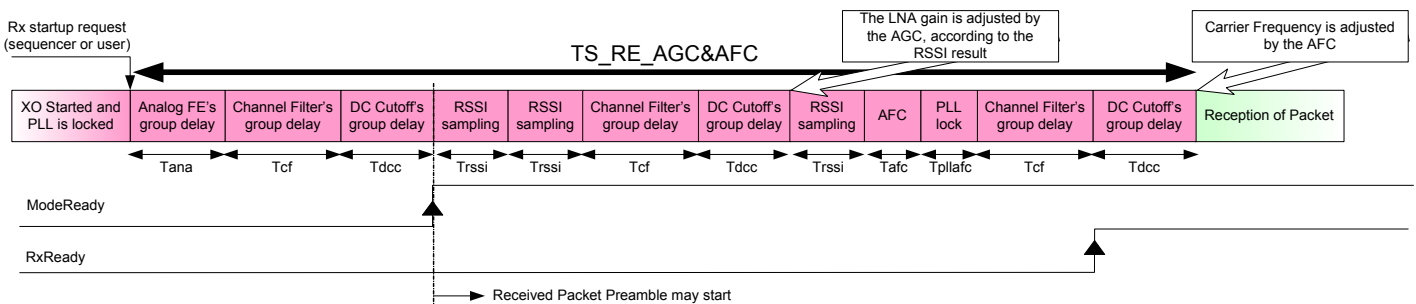 Rx startup request
(sequencer or user)
TS_RE_AGC&AFC
The LNA gain is adjusted by
the AGC, according to the
RSSI result
Carrier Frequency is adjusted
by the AFC
XO Started and
PLL is locked
Analog FE's
group delay
Channel Filter's
group delay
DC Cutoff's
group delay
RSSI
sampling
RSSI
sampling
Channel Filter's
group delay
DC Cutoff's
group delay
RSSI
sampling
AFC
PLL
lock
Channel Filter's
group delay
DC Cutoff's
group delay
Reception of Packet
Tana
Tcf
Tdcc
Trssi
Trssi
Tcf
Tdcc
Trssi
Tafc
Tpllafc
Tcf
Tdcc
ModeReady
RxReady
Received Packet Preamble may start